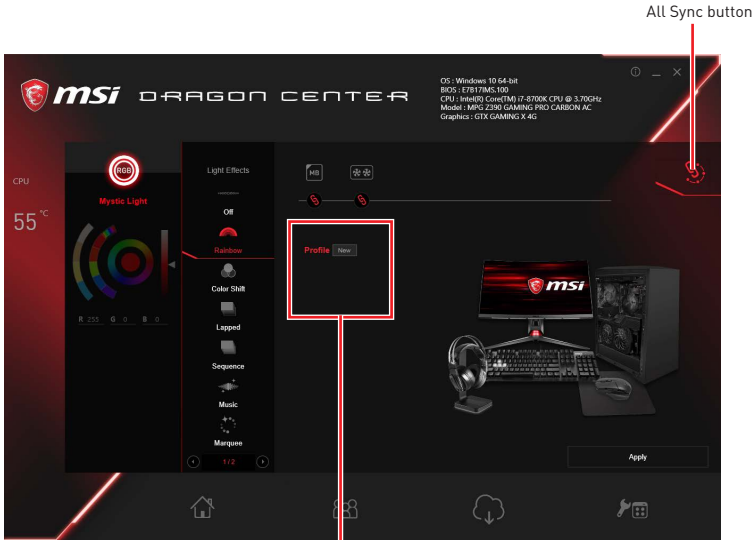 All Sync button
msi DRAGON CENTER
OS : Windows 10 64-bit
BIOS : E7B17IMS.100
CPU : Intel(R) Core(TM) i7-8700K CPU @ 3.70GHz
Model : MPG Z390 GAMING PRO CARBON AC
Graphics : GTX GAMING X 4G
CPU
55 °C
RGB
Mystic Light
R 255 G 0 B 0
Light Effects
Off
Rainbow
Color Shift
Lapped
Sequence
Music
Marquee
1/2
MB
Profile New
msi
Apply